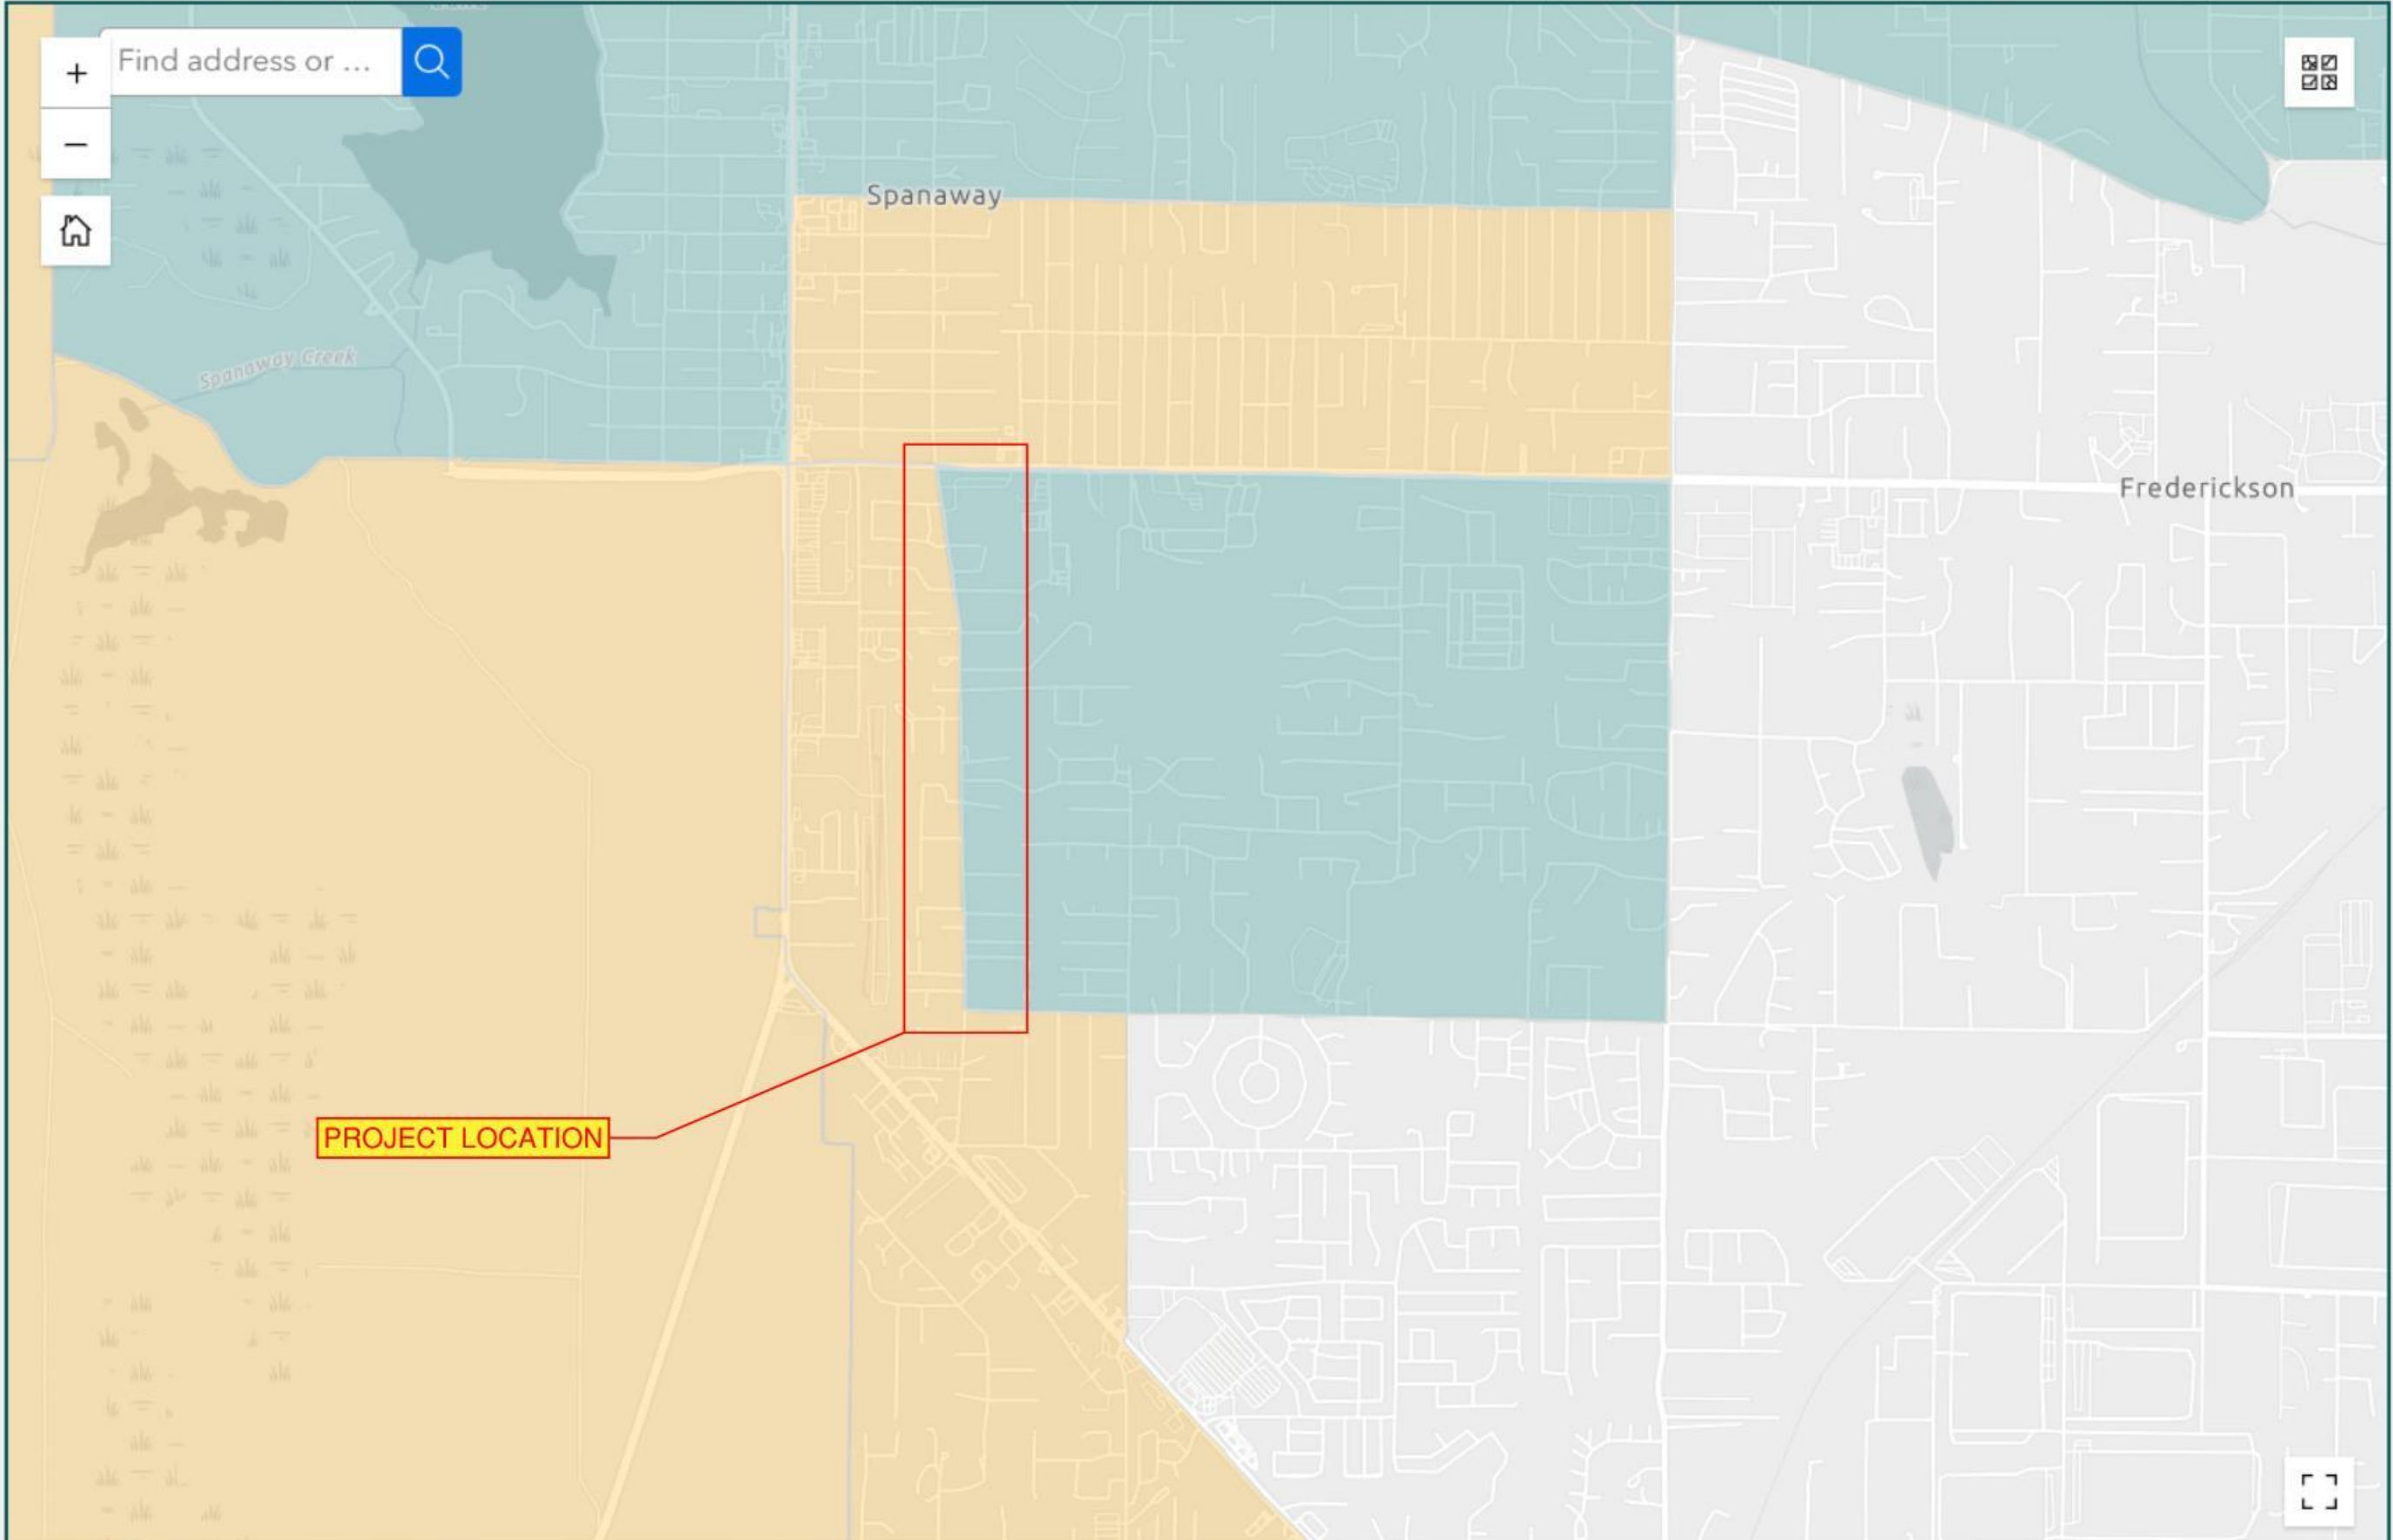 Find address or ...
Spanaway
Spanaway Creek
Frederickson
PROJECT LOCATION